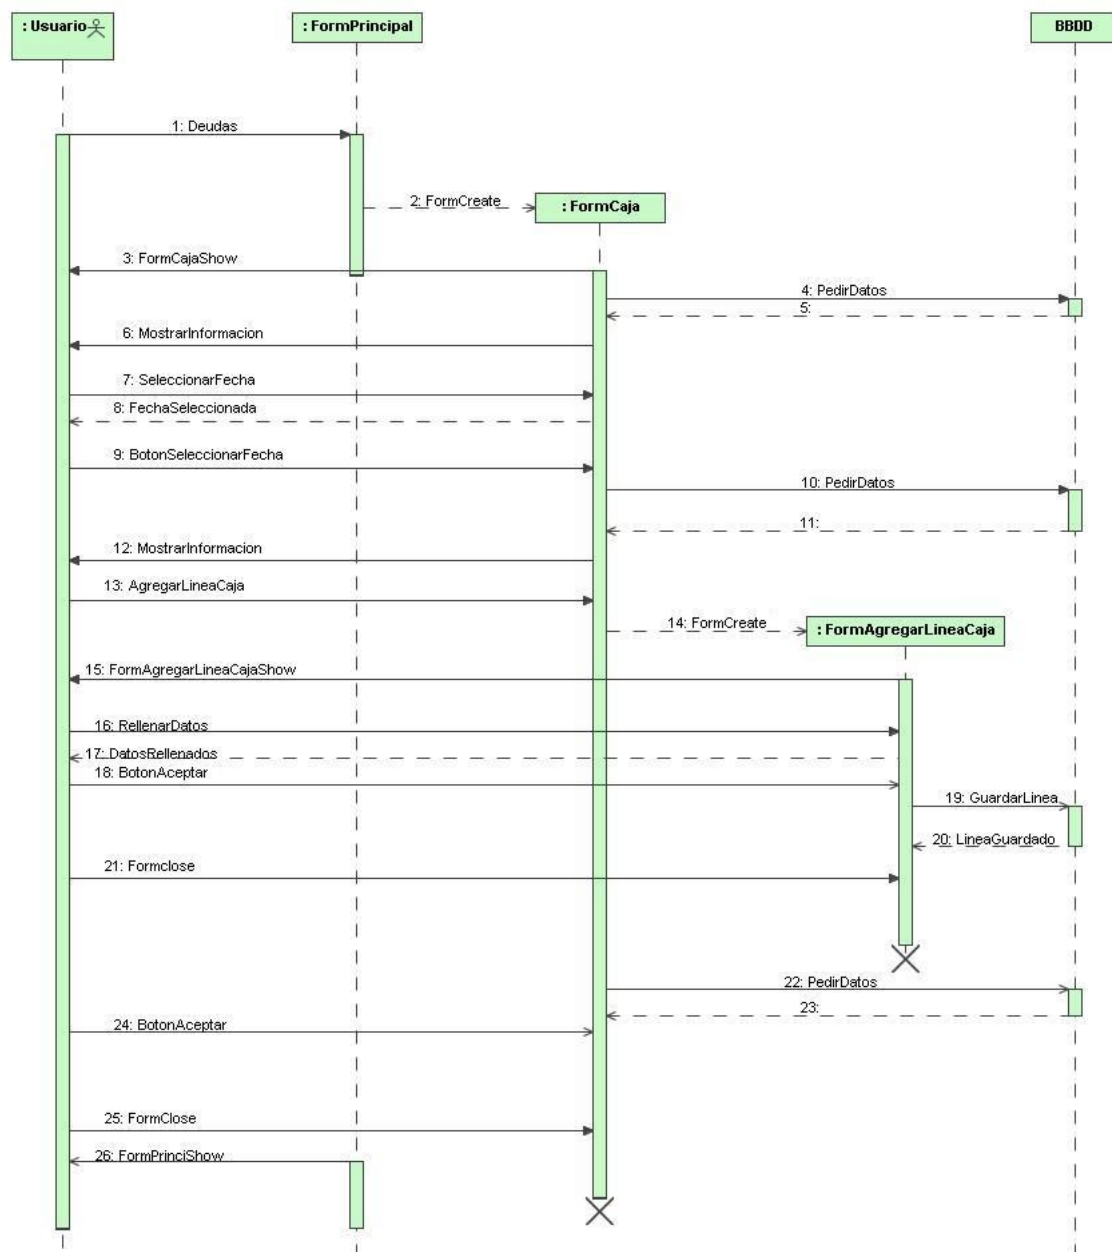 : Usuario
: FormPrincipal
BBDD
1: Deudas
2: FormCreate
: FormCaja
3: FormCajaShow
4: PedirDatos
5:
6: MostrarInformacion
7: SeleccionarFecha
8: FechaSeleccionada
9: BotonSeleccionarFecha
10: PedirDatos
11:
12: MostrarInformacion
13: AgregarLineaCaja
14: FormCreate
: FormAgregarLineaCaja
15: FormAgregarLineaCajaShow
16: RellenarDatos
17: DatosRellenados
18: BotonAceptar
19: GuardarLinea
20: LineaGuardado
21: Formclose
22: PedirDatos
23:
24: BotonAceptar
25: FormClose
26: FormPrinciShow